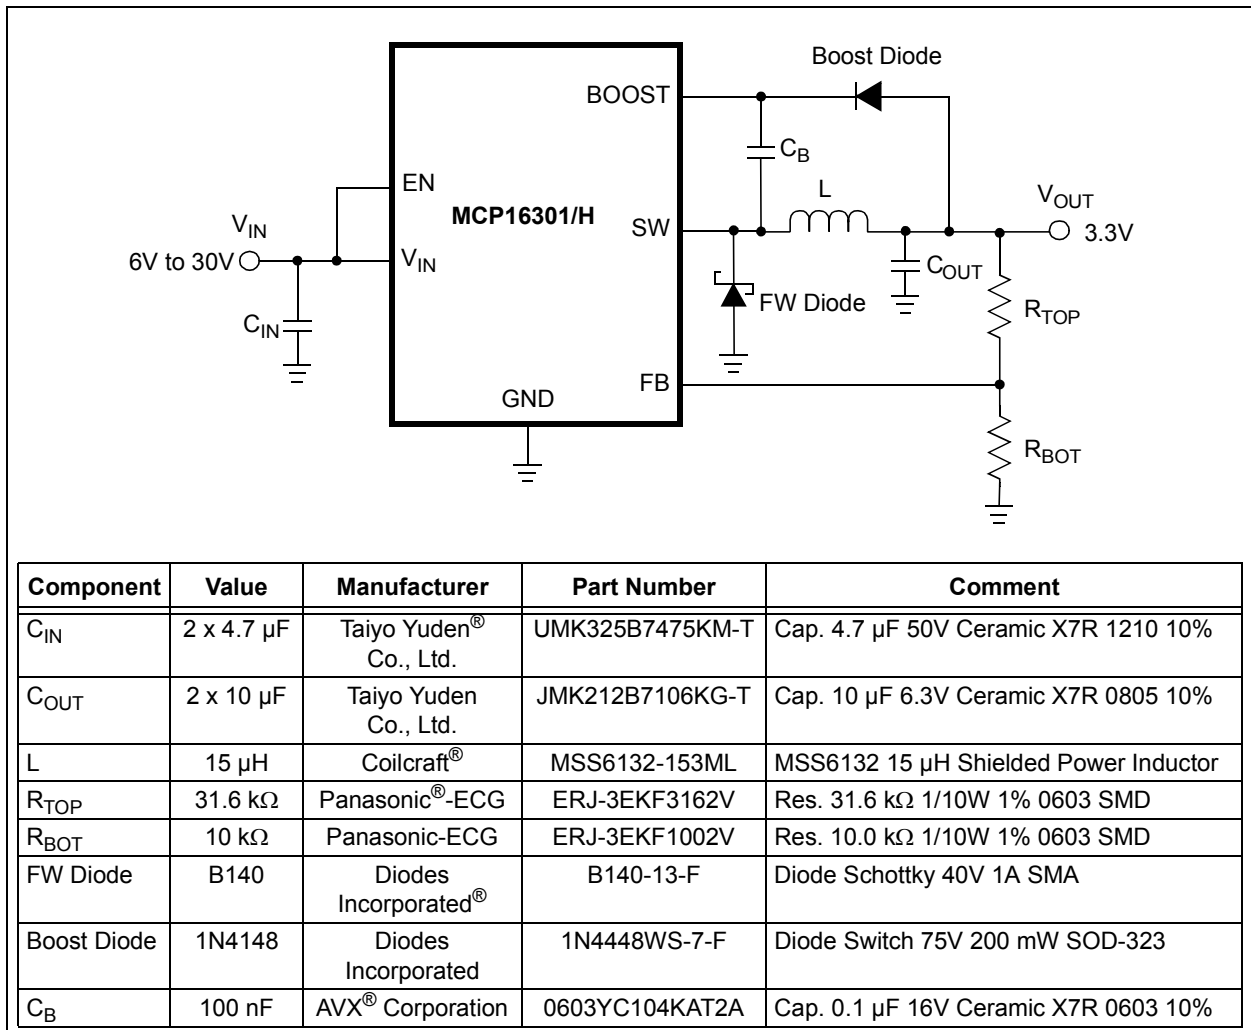 Boost Diode
BOOST
C_B
EN
L
MCP16301/H
V_OUT
V_IN
SW
3.3V
6V to 30V
V_IN
C_OUT
FW Diode
R_TOP
C_IN
FB
GND
R_BOT
Component Value Manufacturer Part Number Comment
C_IN 2 x 4.7 µF Taiyo Yuden® Co., Ltd. UMK325B7475KM-T Cap. 4.7 µF 50V Ceramic X7R 1210 10%
C_OUT 2 x 10 µF Taiyo Yuden Co., Ltd. JMK212B7106KG-T Cap. 10 µF 6.3V Ceramic X7R 0805 10%
L 15 µH Coilcraft® MSS6132-153ML MSS6132 15 µH Shielded Power Inductor
R_TOP 31.6 kΩ Panasonic®-ECG ERJ-3EKF3162V Res. 31.6 kΩ 1/10W 1% 0603 SMD
R_BOT 10 kΩ Panasonic-ECG ERJ-3EKF1002V Res. 10.0 kΩ 1/10W 1% 0603 SMD
FW Diode B140 Diodes Incorporated® B140-13-F Diode Schottky 40V 1A SMA
Boost Diode 1N4148 Diodes Incorporated 1N4448WS-7-F Diode Switch 75V 200 mW SOD-323
C_B 100 nF AVX® Corporation 0603YC104KAT2A Cap. 0.1 µF 16V Ceramic X7R 0603 10%